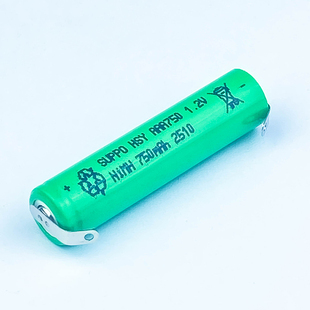 SUPPO HSY AAA750 1.2V
NiMH 750mAh 2510
+
-